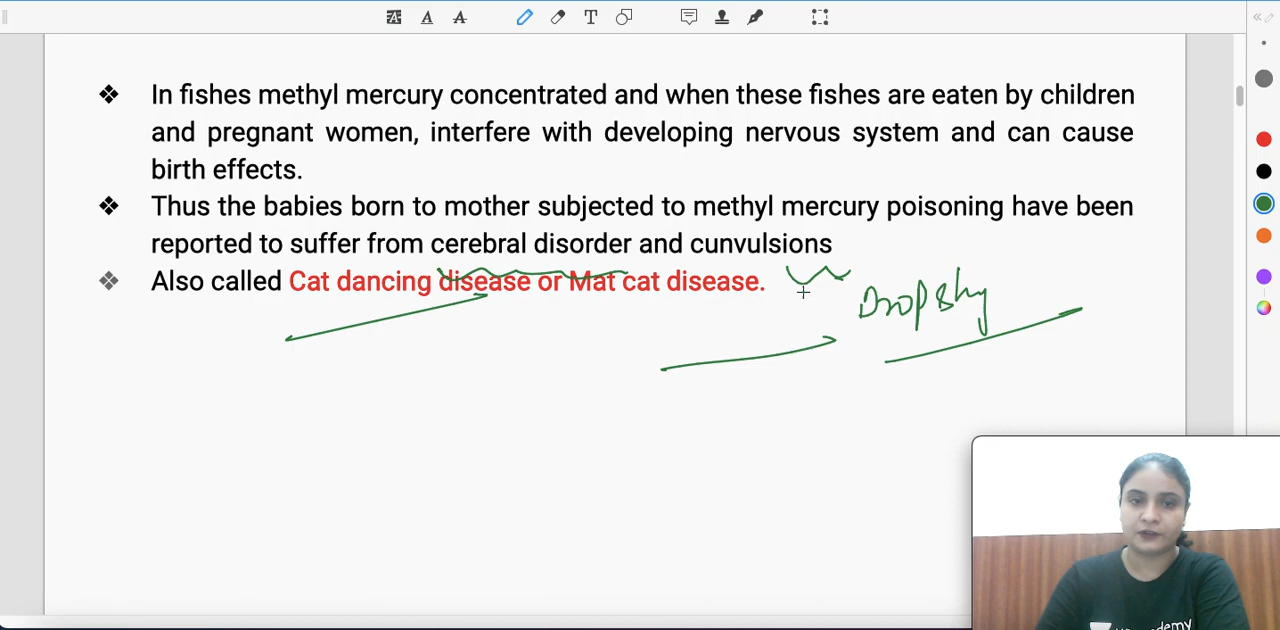 In fishes methyl mercury concentrated and when these fishes are eaten by children
and pregnant women, interfere with developing nervous system and can cause
birth effects.
Thus the babies born to mother subjected to methyl mercury poisoning have been
reported to suffer from cerebral disorder and cunvulsions
Also called Cat dancing disease or Mat cat disease.
Dropshy